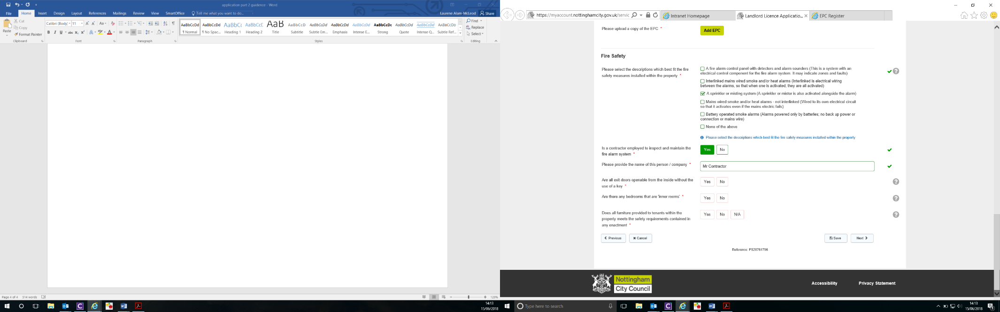 application part 2 guidence - Word
File Home Insert Design Layout References Mailings Review View SmartOffice Tell me what you want to do... Laurene Alam-McLeod Share
Cut
Copy
Paste Format Painter
Calibri (Body) 11
AaBbCcDd AaBbCcDd AaBbCc AaBbCcC AaB AaBbCcD AaBbCcDd AaBbCcDd AaBbCcDd AaBbCcDc AaBbCcDd AaBbCcDd AaBbCcDd
¶ Normal ¶ No Spac... Heading 1 Heading 2 Title Subtitle Subtle Em... Emphasis Intense E... Strong Quote Intense Q... Subtle Ref...
Find
Replace
Select
Clipboard Font Paragraph Styles Editing
Page 4 of 4 514 words 120%
14:13
15/06/2018
https://myaccount.nottinghamcity.gov.uk/servic Intranet Homepage Landlord Licence Applicatio... EPC Register
Please upload a copy of the EPC * Add EPC
Fire Safety
Please select the descriptions which best fit the fire
safety measures installed within the property *
A fire alarm control panel with detectors and alarm sounders (This is a system with an
electrical control component for the fire alarm system. It may indicate zones and faults)
Interlinked mains wired smoke and/or heat alarms (Interlinked is electrical wiring
between the alarms, so that when one is activated; they are all activated)
A sprinkler or misting system (A sprinkler or mister is also activated alongside the alarm)
Mains wired smoke and/or heat alarms - not interlinked (Wired to its own electrical circuit
so that it activates even if the mains electric fails)
Battery operated smoke alarms (Alarms powered only by batteries; no back up power or
connection or mains wire)
None of the above
Please select the descriptions which best fit the fire safety measures installed within the property
Is a contractor employed to inspect and maintain the
fire alarm system * Yes No
Please provide the name of this person / company * Mr Contractor
Are all exit doors openable from the inside without the
use of a key * Yes No
Are there any bedrooms that are 'inner rooms' * Yes No
Does all furniture provided to tenants within the
property meets the safety requirements contained in
any enactment * Yes No N/A
Previous Cancel Save Next
Reference: FS28761796
Nottingham
City Council
Accessibility Privacy Statement
Type here to search
14:13
15/06/2018